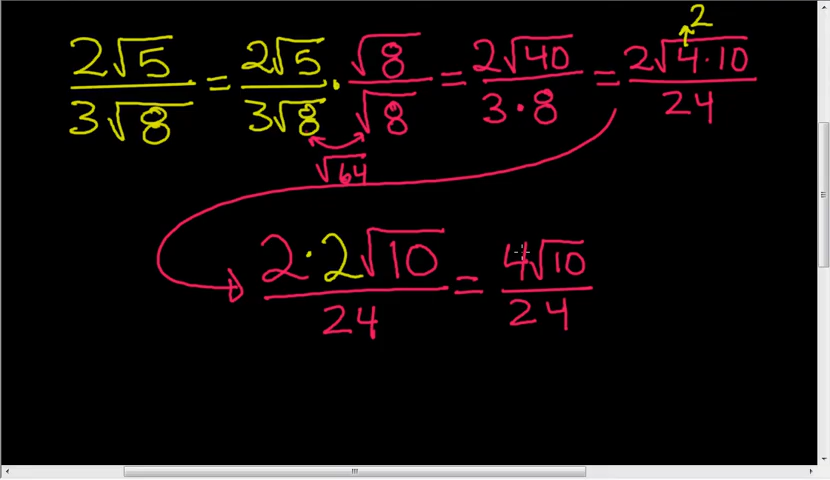 2√5/3√8 = 2√5/3√8 · √8/√8 = 2√40/3·8 = 2√4·10/24
2
√64
2·2√10/24 = 4√10/24